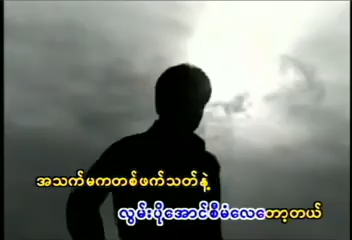 အသက်မကတစ်ဖက်သတ်နဲ့
လွမ်းပိုအောင်စီမံလေတော့တယ်